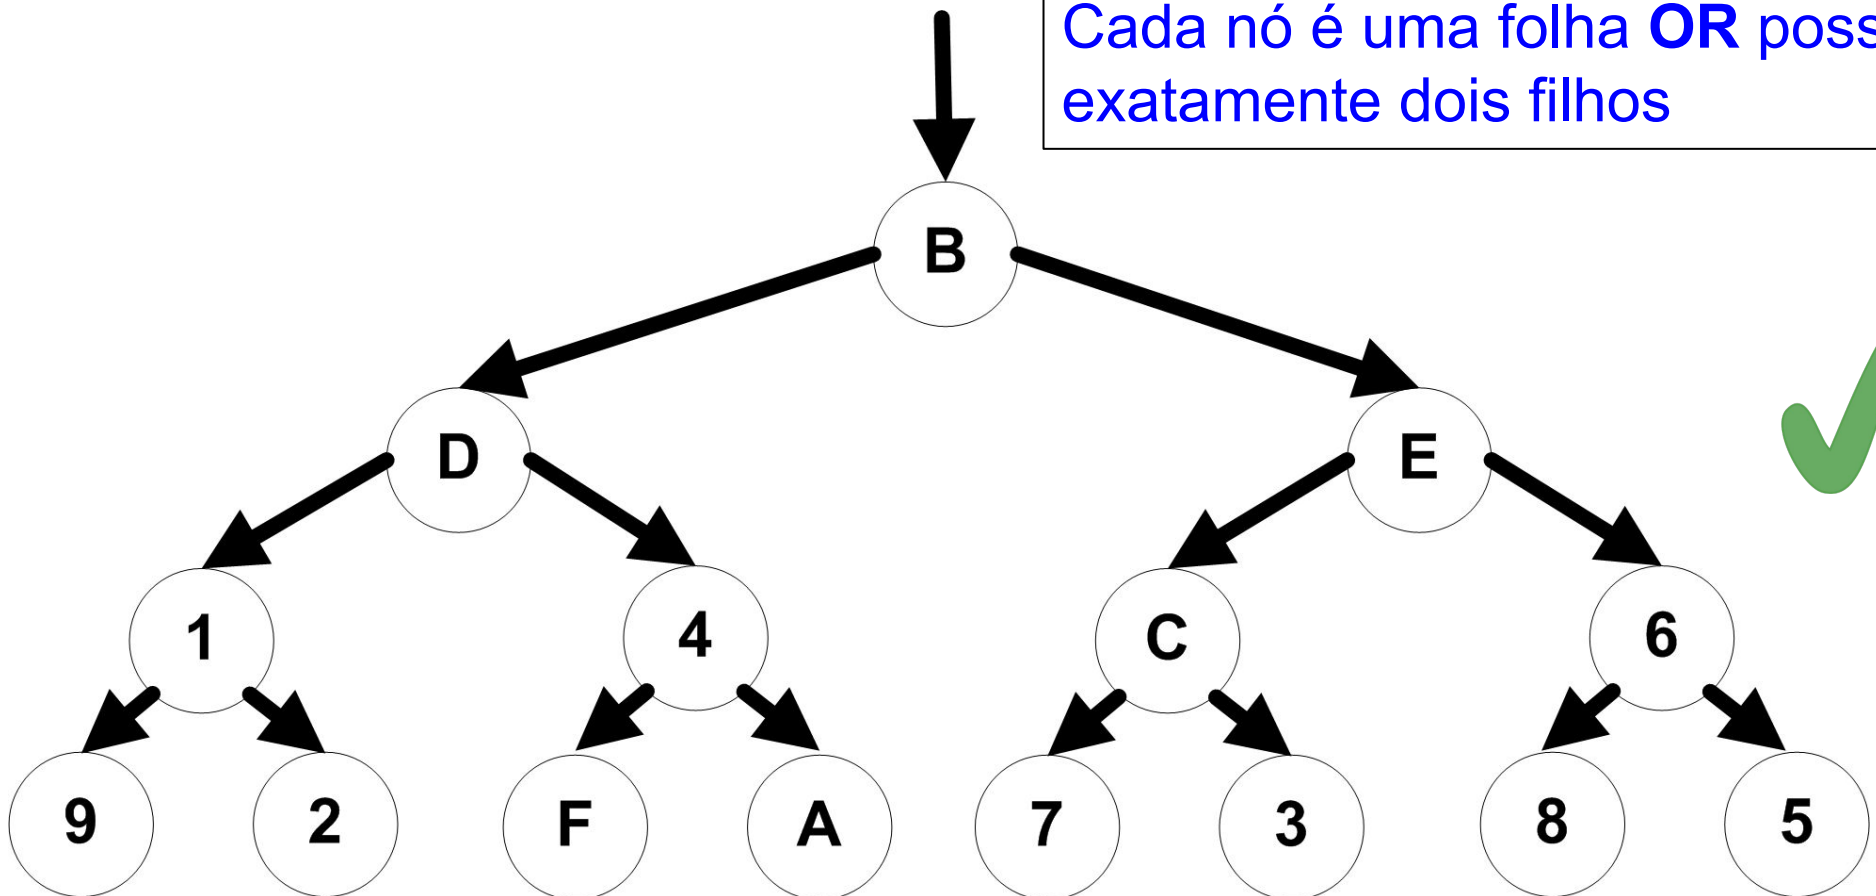 Cada nó é uma folha OR poss
exatamente dois filhos
B
D E
1 4 C 6
9 2 F A 7 3 8 5